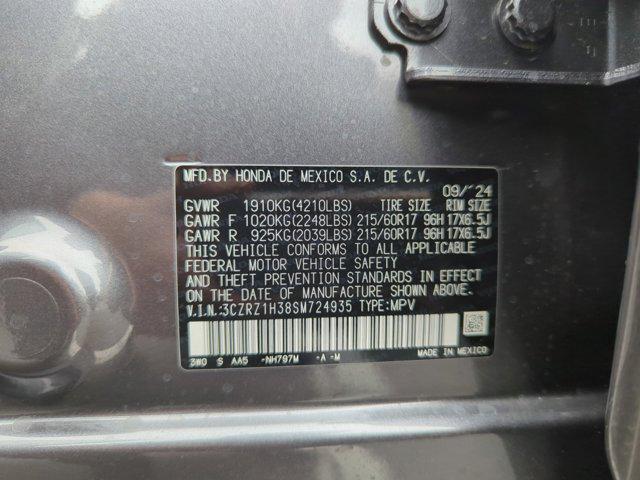 MFD.BY HONDA DE MEXICO S.A. DE C.V.
09/´24
GVWR 1910KG(4210LBS) TIRE SIZE RIM SIZE
GAWR F 1020KG(2248LBS) 215/60R17 96H 17X6.5J
GAWR R 925KG(2039LBS) 215/60R17 96H 17X6.5J
THIS VEHICLE CONFORMS TO ALL APPLICABLE
FEDERAL MOTOR VEHICLE SAFETY
AND THEFT PREVENTION STANDARDS IN EFFECT
ON THE DATE OF MANUFACTURE SHOWN ABOVE.
V.I.N.:3CZRZ1H38SM724935 TYPE:MPV
3W0 S AA5 -NH797M -A -M
MADE IN MEXICO